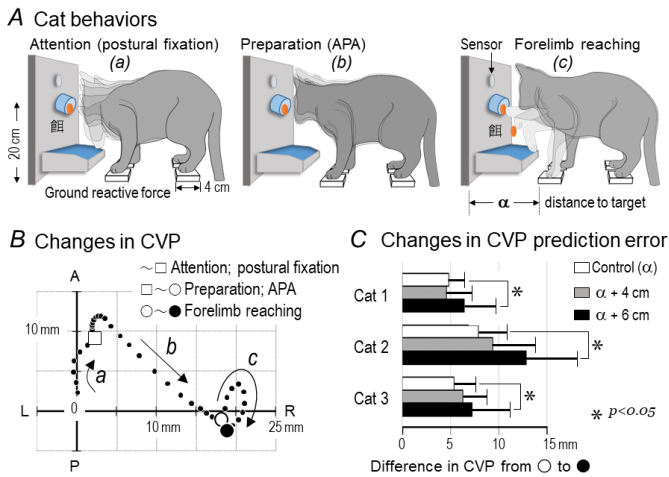 A Cat behaviors
Attention (postural fixation)
(a)
Preparation (APA)
(b)
Sensor
Forelimb reaching
(c)
餌
餌
20 cm
4 cm
Ground reactive force
α
distance to target
B Changes in CVP
~□ Attention; postural fixation
□~○ Preparation; APA
○~● Forelimb reaching
A
10 mm
a
b
c
L
0
10 mm
R
25 mm
P
C Changes in CVP prediction error
Control (α)
α + 4 cm
α + 6 cm
Cat 1
*
Cat 2
*
Cat 3
*
* p<0.05
0 5 10 15 mm
Difference in CVP from ○ to ●